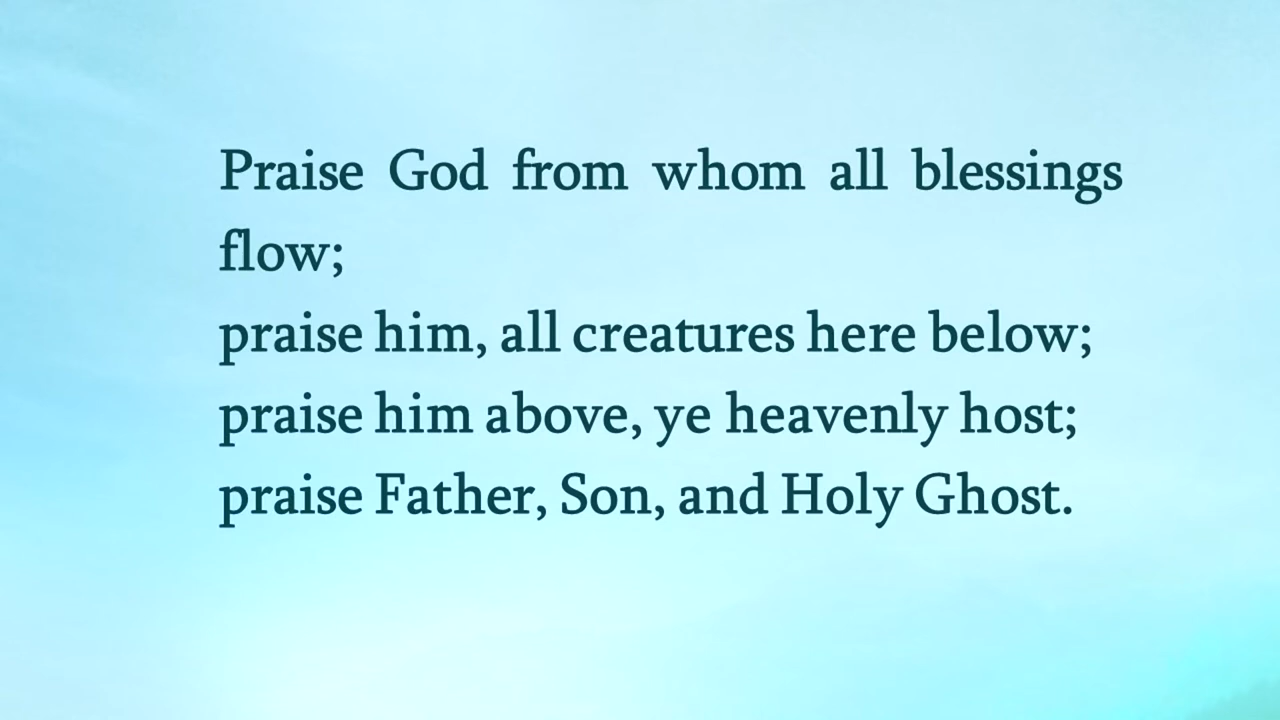 Praise God from whom all blessings
flow;
praise him, all creatures here below;
praise him above, ye heavenly host;
praise Father, Son, and Holy Ghost.